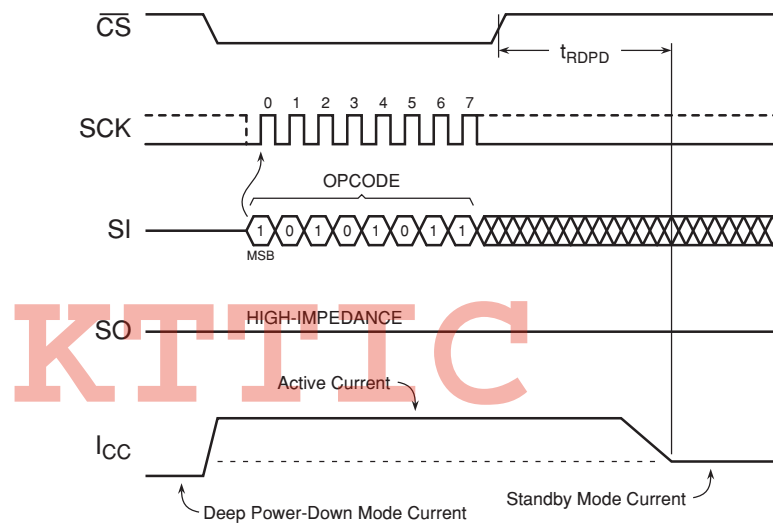 CS
tRDPD
0 1 2 3 4 5 6 7
SCK
OPCODE
SI
1 0 1 0 1 0 1 1
MSB
HIGH-IMPEDANCE
SO
KTTIC
Active Current
ICC
Standby Mode Current
Deep Power-Down Mode Current